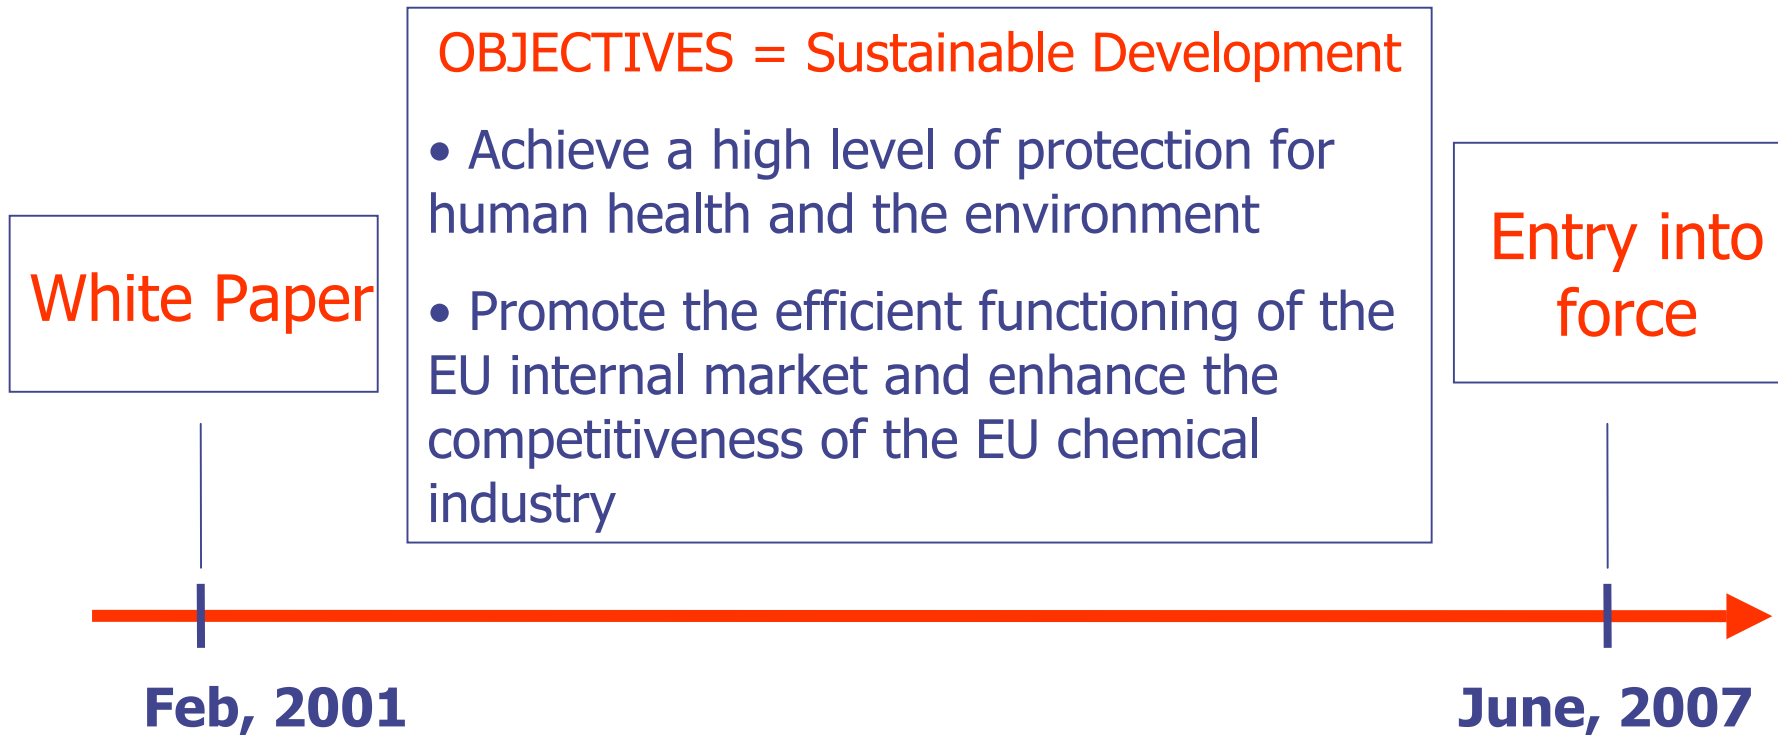 OBJECTIVES = Sustainable Development
• Achieve a high level of protection for
human health and the environment
• Promote the efficient functioning of the
EU internal market and enhance the
competitiveness of the EU chemical
industry
White Paper
Entry into
force
Feb, 2001
June, 2007